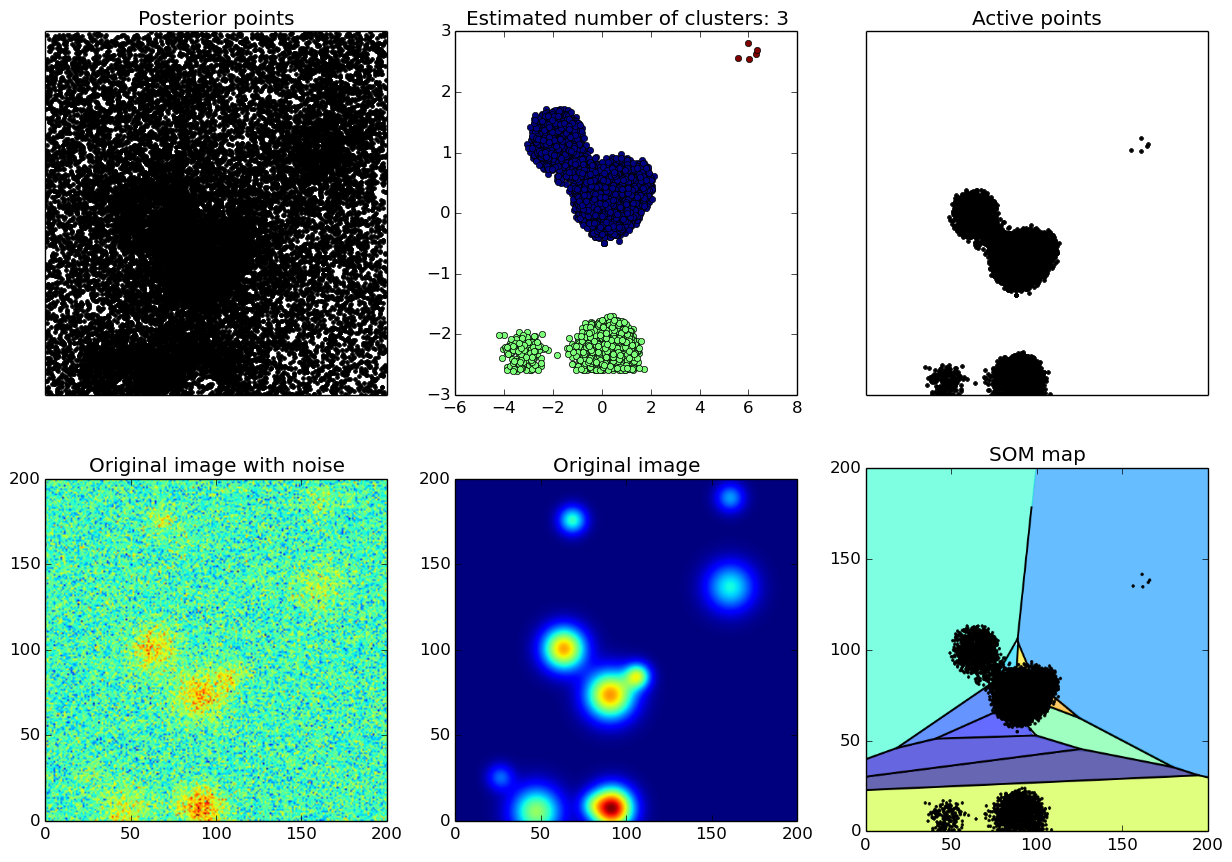 Posterior points
Estimated number of clusters: 3
Active points
3
2
1
0
−1
−2
−3
−6 −4 −2 0 2 4 6 8
Original image with noise
Original image
SOM map
200
150
100
50
0
0 50 100 150 200
200
150
100
50
0
0 50 100 150 200
200
150
100
50
0
0 50 100 150 200